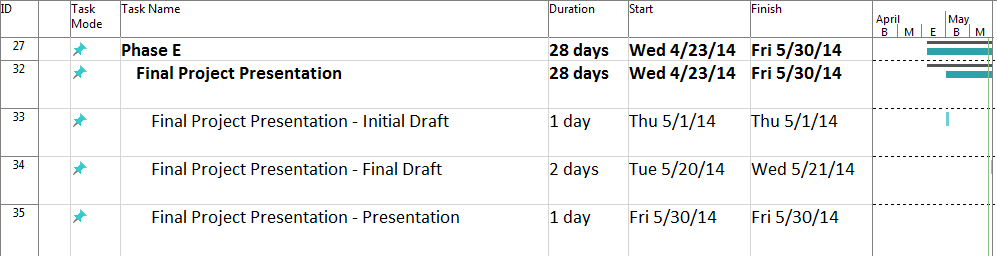 ID Task Mode Task Name Duration Start Finish
April May
B M E B M
27 Phase E 28 days Wed 4/23/14 Fri 5/30/14
32 Final Project Presentation 28 days Wed 4/23/14 Fri 5/30/14
33 Final Project Presentation - Initial Draft 1 day Thu 5/1/14 Thu 5/1/14
34 Final Project Presentation - Final Draft 2 days Tue 5/20/14 Wed 5/21/14
35 Final Project Presentation - Presentation 1 day Fri 5/30/14 Fri 5/30/14